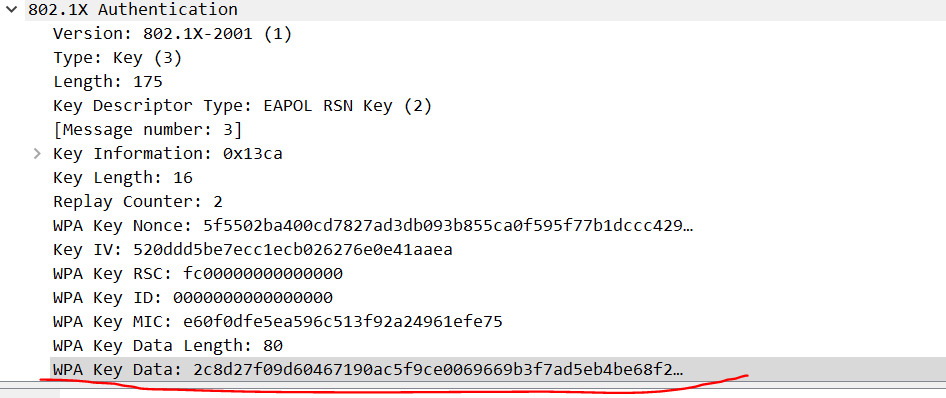 802.1X Authentication
Version: 802.1X-2001 (1)
Type: Key (3)
Length: 175
Key Descriptor Type: EAPOL RSN Key (2)
[Message number: 3]
Key Information: 0x13ca
Key Length: 16
Replay Counter: 2
WPA Key Nonce: 5f5502ba400cd7827ad3db093b855ca0f595f77b1dccc429…
Key IV: 520ddd5be7ecc1ecb026276e0e41aaea
WPA Key RSC: fc00000000000000
WPA Key ID: 0000000000000000
WPA Key MIC: e60f0dfe5ea596c513f92a24961efe75
WPA Key Data Length: 80
WPA Key Data: 2c8d27f09d60467190ac5f9ce0069669b3f7ad5eb4be68f2…